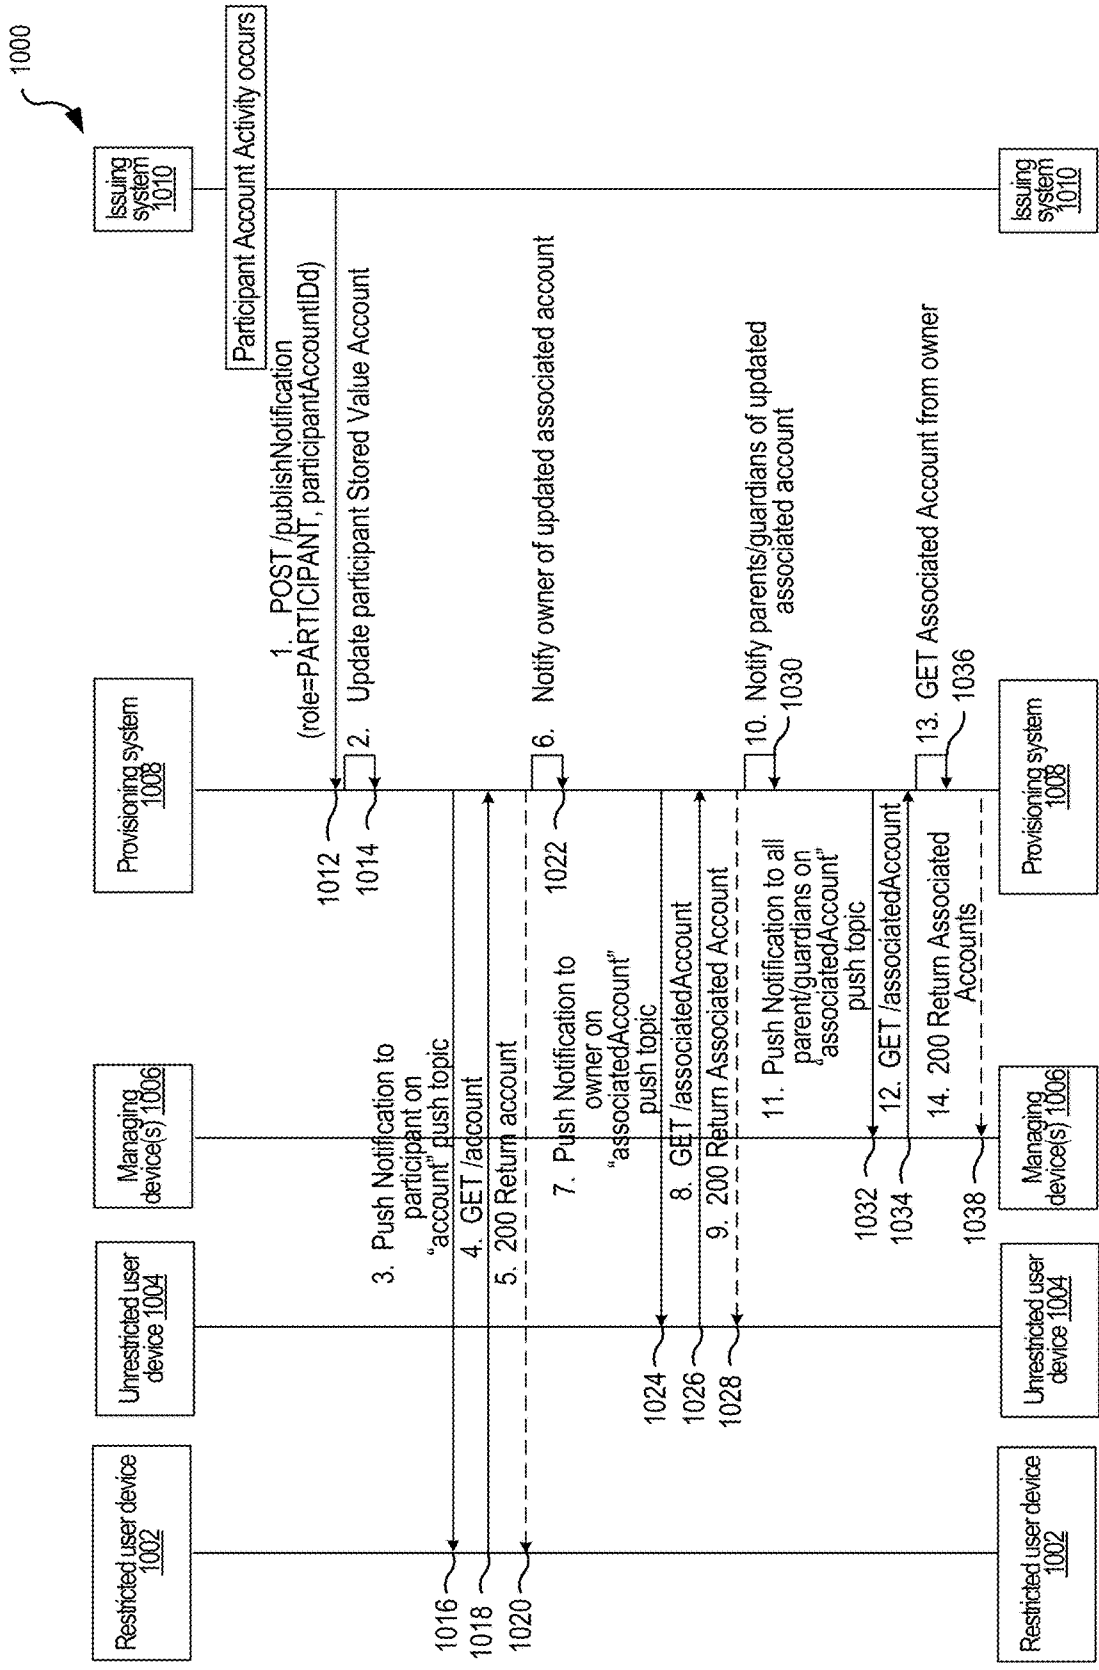 1000
Restricted user device
1002
Unrestricted user
device 1004
Managing
device(s) 1006
Provisioning system
1008
Issuing
system
1010
Participant Account Activity occurs
1. POST /publishNotification
(role=PARTICIPANT, participantAccountIDd)
1012
2. Update participant Stored Value Account
1014
3. Push Notification to
participant on
"account" push topic
1016
4. GET /account
1018
5. 200 Return account
1020
6. Notify owner of updated associated account
1022
7. Push Notification to
owner on
"associatedAccount"
push topic
1024
8. GET /associatedAccount
1026
9. 200 Return Associated Account
1028
10. Notify parents/guardians of updated
associated account
1030
11. Push Notification to all
parent/guardians on
"associatedAccount"
push topic
1032
12. GET /associatedAccount
1034
13. GET Associated Account from owner
1036
14. 200 Return Associated
Accounts
1038
Restricted user device
1002
Unrestricted user
device 1004
Managing
device(s) 1006
Provisioning system
1008
Issuing
system
1010